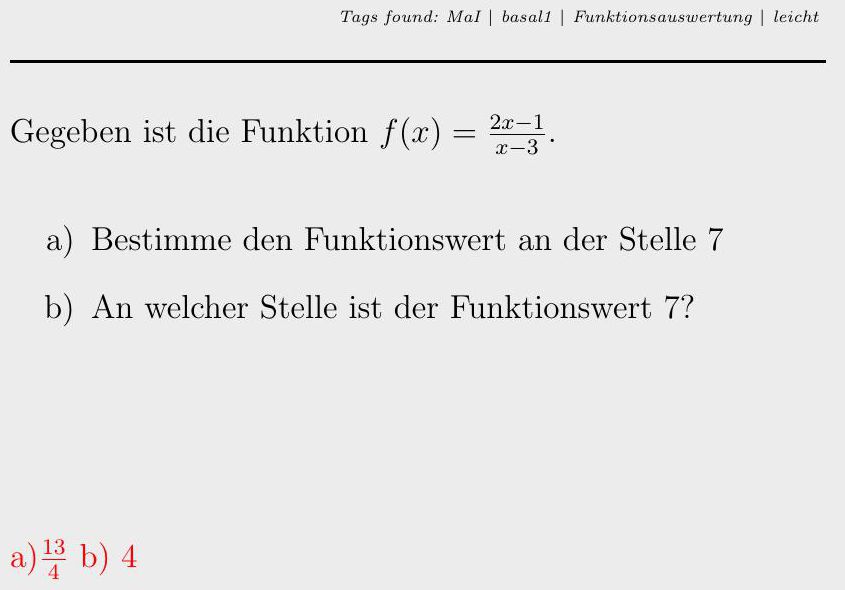 Tags found: MaI | basal1 | Funktionsauswertung | leicht
Gegeben ist die Funktion $f(x) = \frac{2x-1}{x-3}$.
a) Bestimme den Funktionswert an der Stelle 7
b) An welcher Stelle ist der Funktionswert 7?
a)$\frac{13}{4}$ b) 4